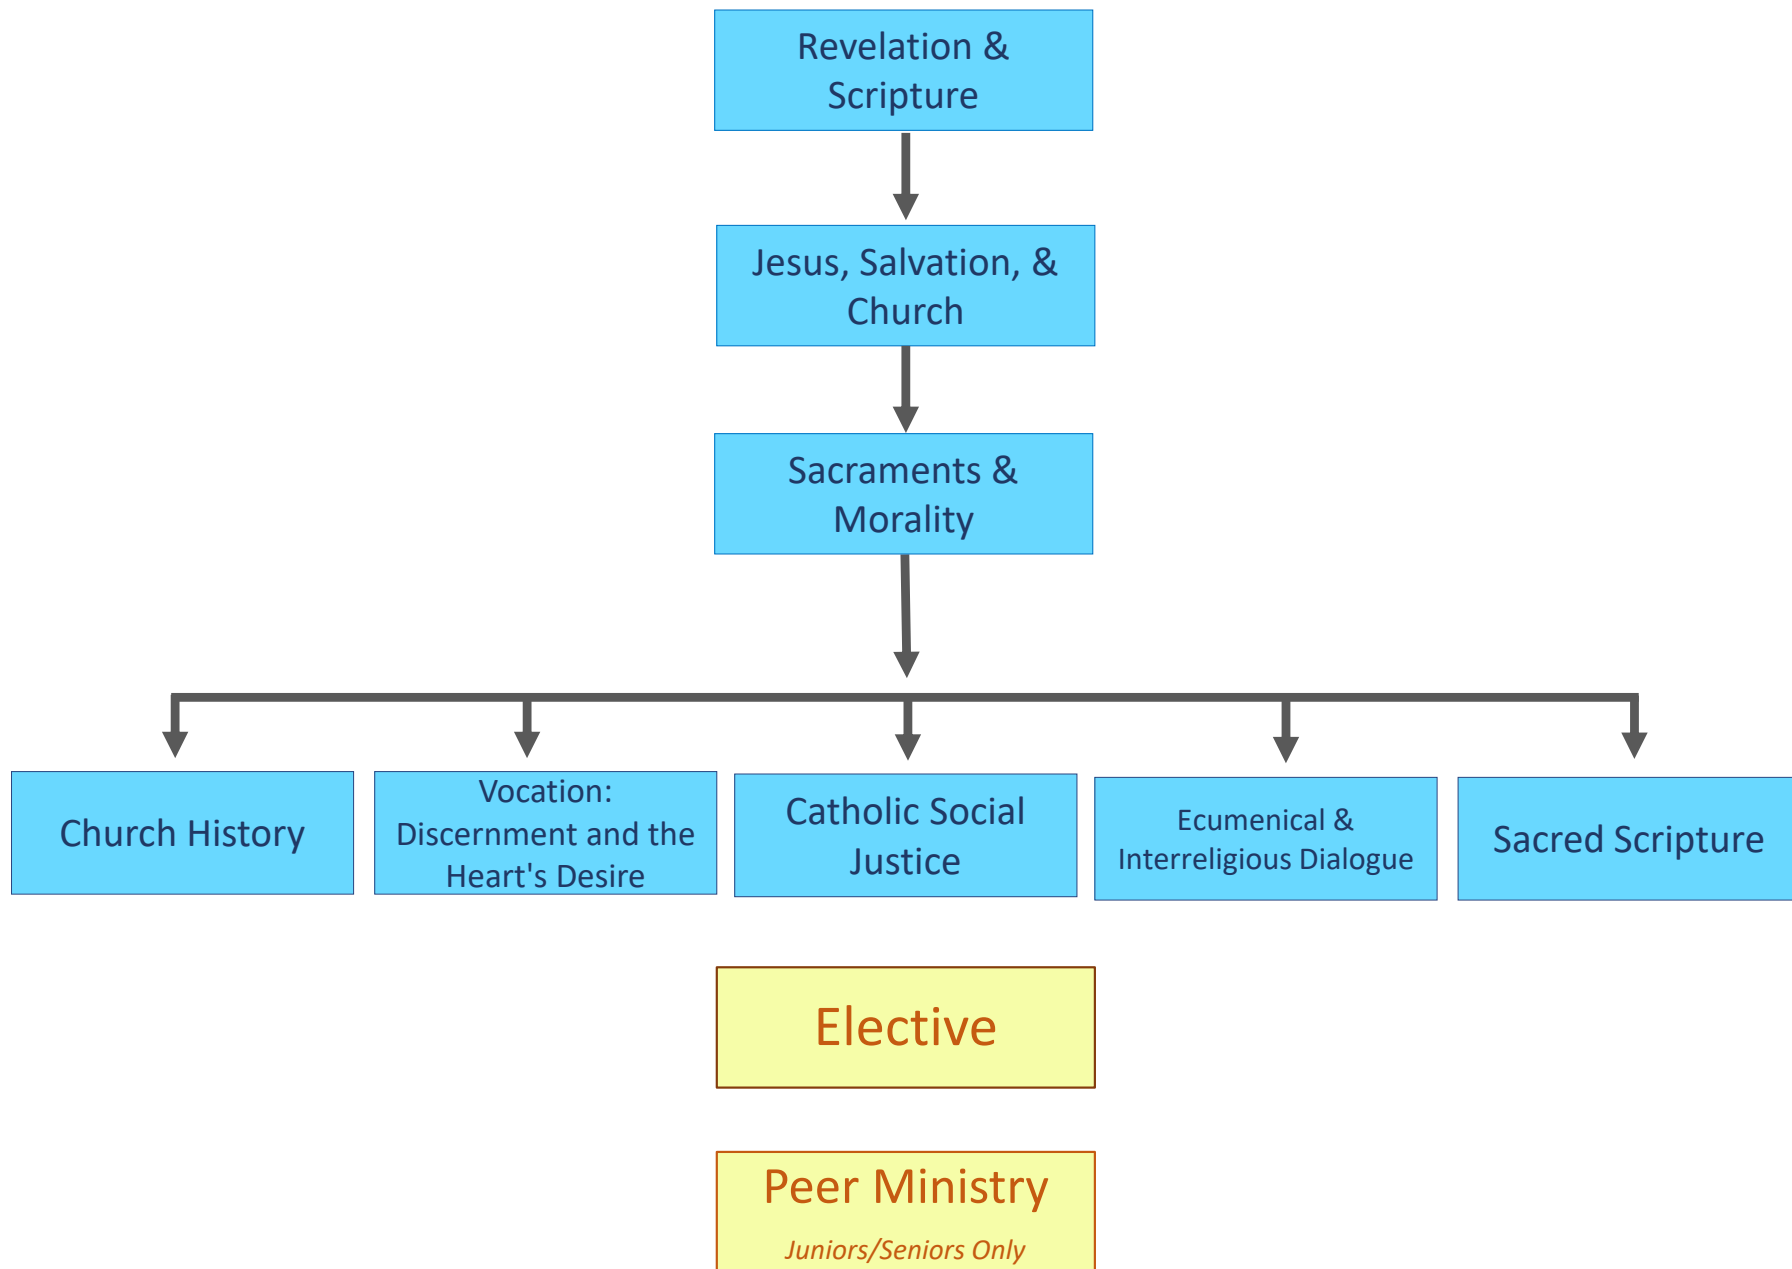 Revelation &
Scripture
Jesus, Salvation, &
Church
Sacraments &
Morality
Church History
Vocation:
Discernment and the
Heart's Desire
Catholic Social
Justice
Ecumenical &
Interreligious Dialogue
Sacred Scripture
Elective
Peer Ministry
Juniors/Seniors Only